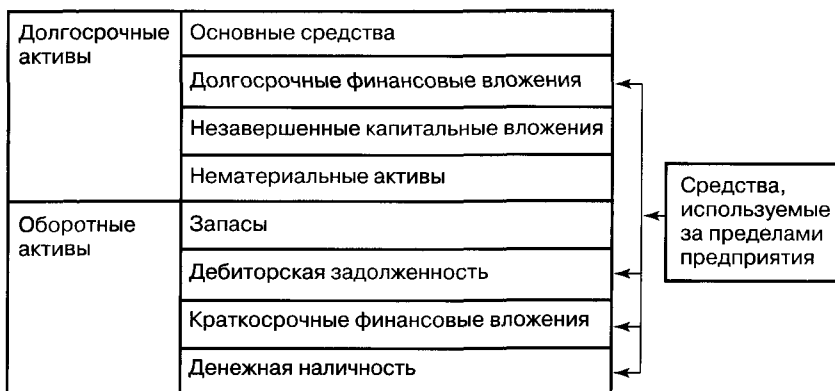 Долгосрочные
активы
Основные средства
Долгосрочные финансовые вложения
Незавершенные капитальные вложения
Нематериальные активы
Оборотные
активы
Запасы
Дебиторская задолженность
Краткосрочные финансовые вложения
Денежная наличность
Средства,
используемые
за пределами
предприятия